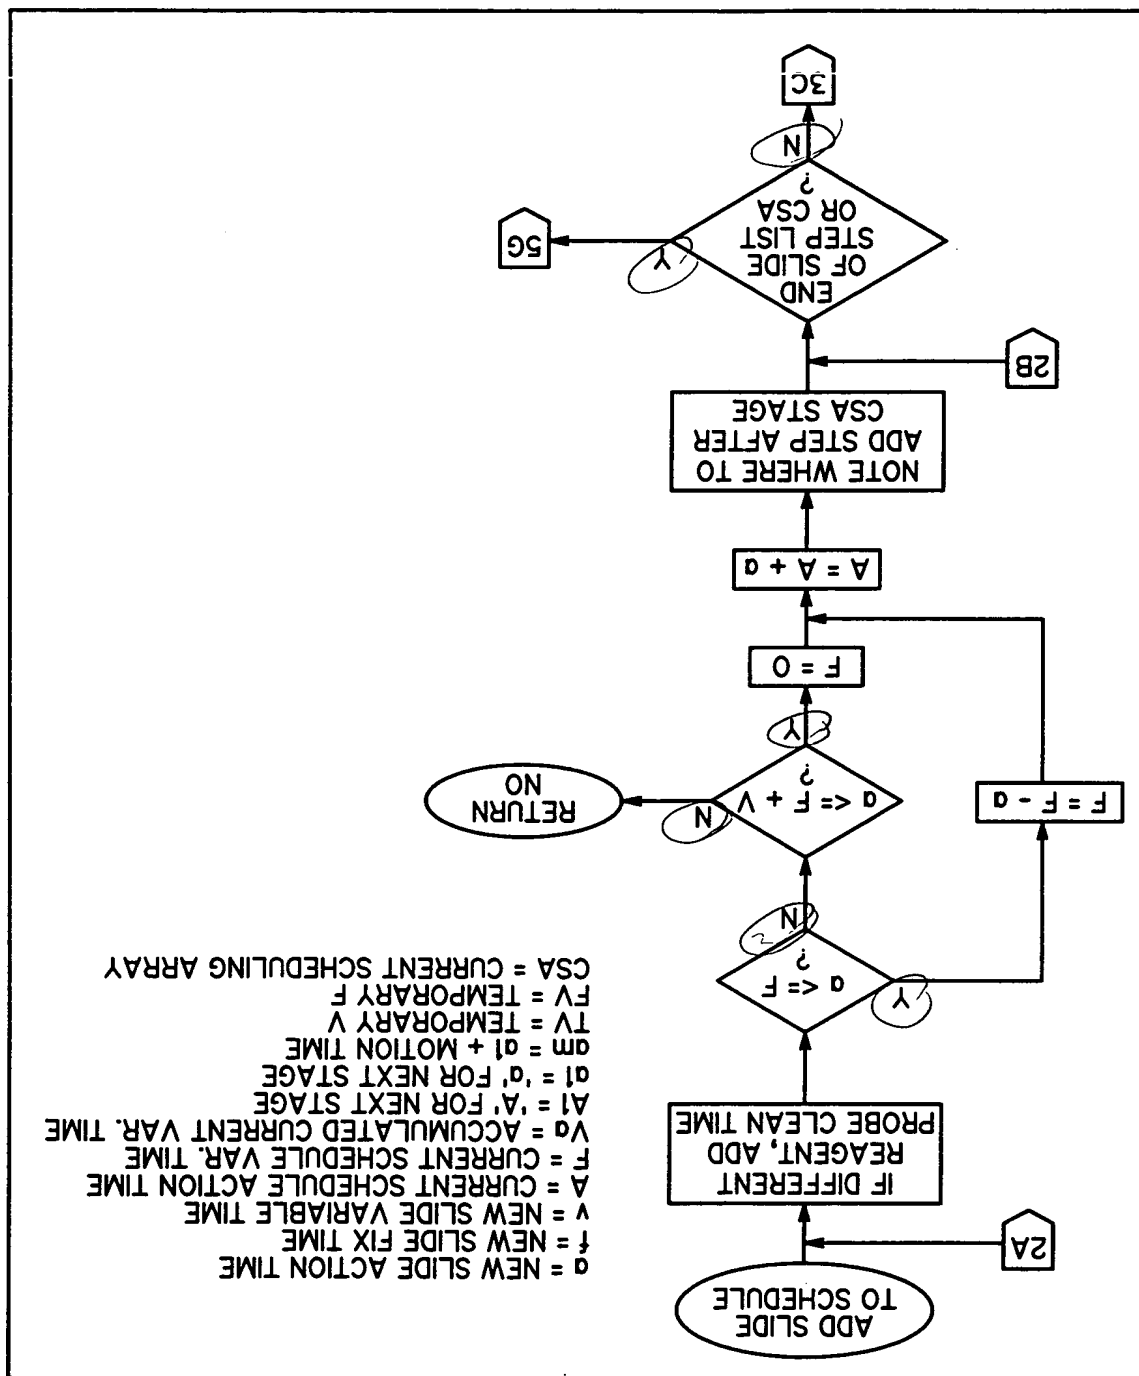 ADD SLIDE
TO SCHEDULE
2A
IF DIFFERENT
REAGENT, ADD
PROBE CLEAN TIME
a <= F
?
Y
N
F = F - a
a <= F + V
?
N
RETURN
NO
Y
F = 0
A = A + a
NOTE WHERE TO
ADD STEP AFTER
CSA STAGE
2B
END
OF SLIDE
STEP LIST
OR CSA
?
Y
5G
N
3C
a = NEW SLIDE ACTION TIME
f = NEW SLIDE FIX TIME
v = NEW SLIDE VARIABLE TIME
A = CURRENT SCHEDULE ACTION TIME
F = CURRENT SCHEDULE VAR. TIME
Va = ACCUMULATED CURRENT VAR. TIME
A1 = 'A' FOR NEXT STAGE
a1 = 'a' FOR NEXT STAGE
am = a1 + MOTION TIME
TV = TEMPORARY V
FV = TEMPORARY F
CSA = CURRENT SCHEDULING ARRAY